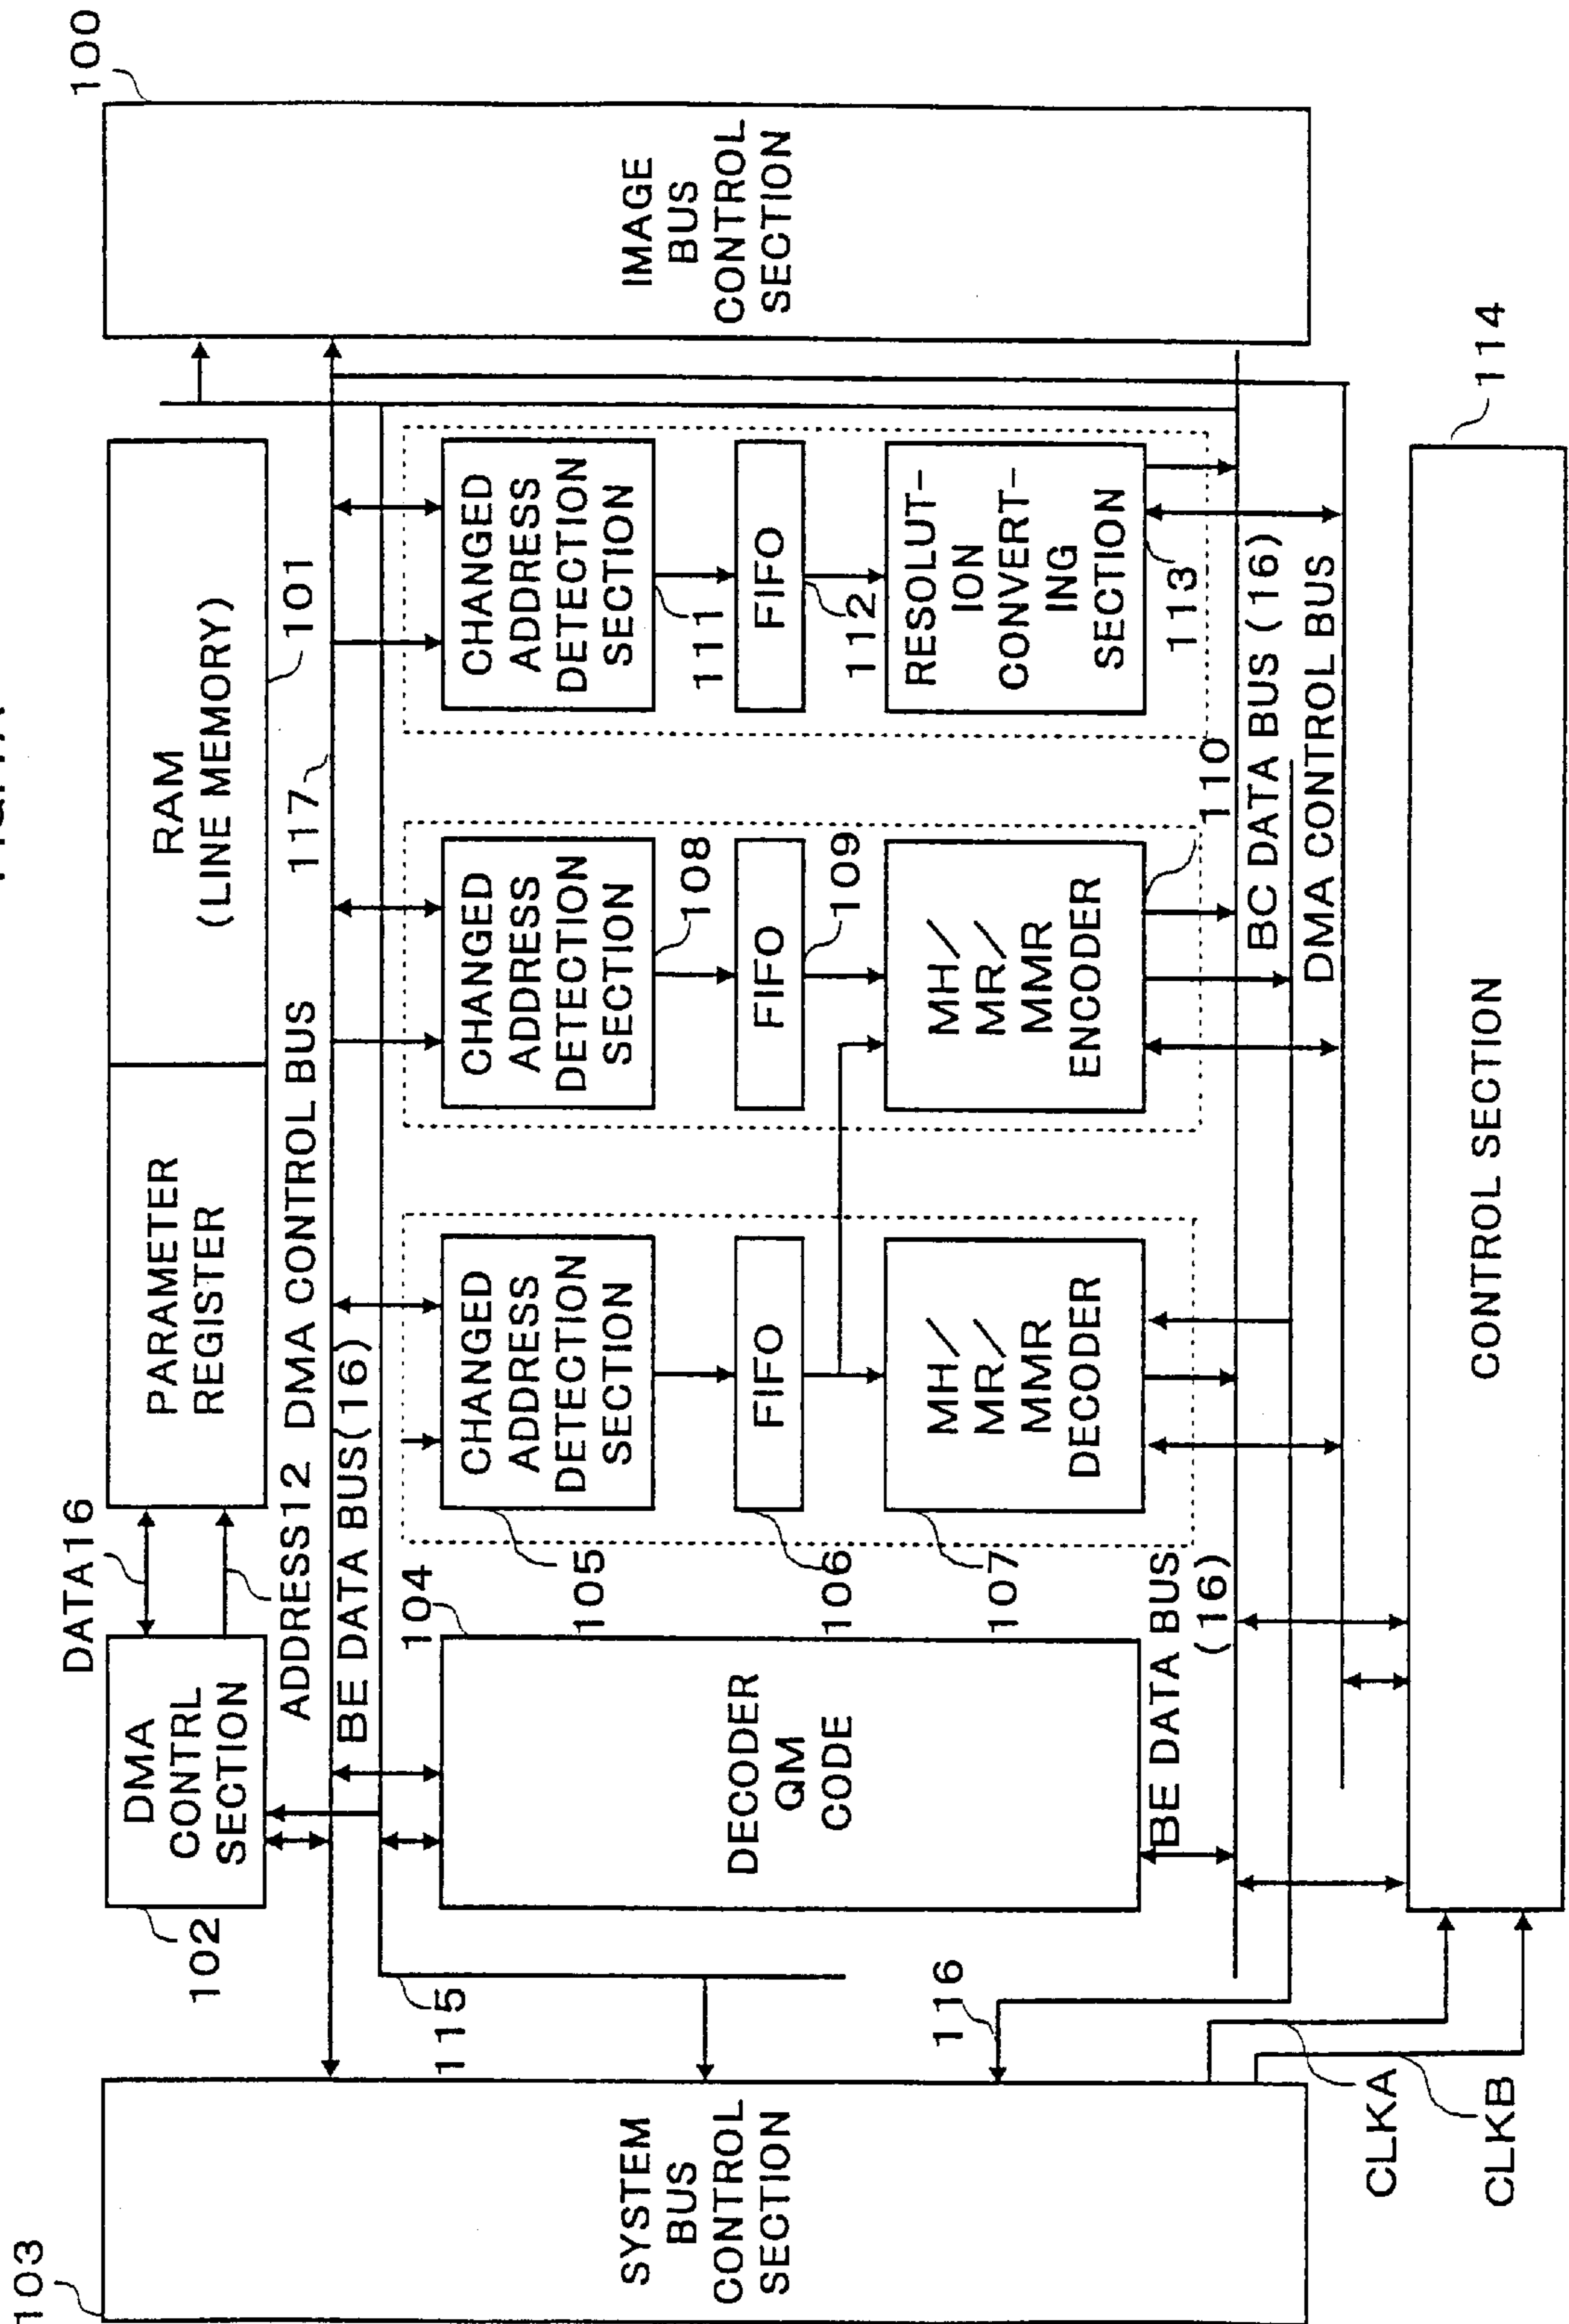 103
SYSTEM
BUS
CONTROL
SECTION
DATA16
DMA
CONTRL
SECTION
102
PARAMETER
REGISTER
RAM
(LINE MEMORY)
101
100
IMAGE
BUS
CONTROL
SECTION
ADDRESS12 DMA CONTROL BUS
117
BE DATA BUS(16)
115
104
DECODER
QM
CODE
CHANGED
ADDRESS
DETECTION
SECTION
105
FIFO
106
MH/
MR/
MMR
DECODER
107
CHANGED
ADDRESS
DETECTION
SECTION
108
FIFO
109
MH/
MR/
MMR
ENCODER
110
CHANGED
ADDRESS
DETECTION
SECTION
111
FIFO
112
RESOLUT-
ION
CONVERT-
ING
SECTION
113
BE DATA BUS
(16)
BC DATA BUS (16)
DMA CONTROL BUS
116
CLKA
CLKB
CONTROL SECTION
114